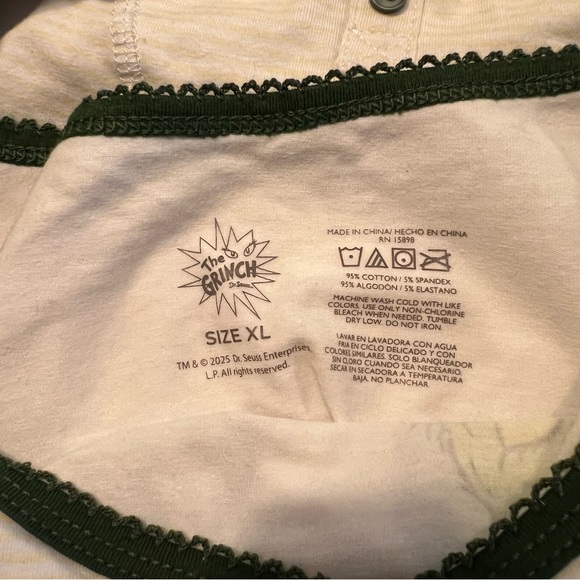 The
GRINCH
Dr. Seuss
SIZE XL
TM & © 2025 Dr. Seuss Enterprises,
L.P. All rights reserved.
MADE IN CHINA/ HECHO EN CHINA
RN 15898
95% COTTON / 5% SPANDEX
95% ALGODÓN / 5% ELASTANO
MACHINE WASH COLD WITH LIKE
COLORS. USE ONLY NON-CHLORINE
BLEACH WHEN NEEDED. TUMBLE
DRY LOW. DO NOT IRON.
LAVAR EN LAVADORA CON AGUA
FRIA EN CICLO DELICADO Y CON
COLORES SIMILARES. SOLO BLANQUEADOR
SIN CLORO CUANDO SEA NECESARIO.
SECAR EN SECADORA A TEMPERATURA
BAJA. NO PLANCHAR.